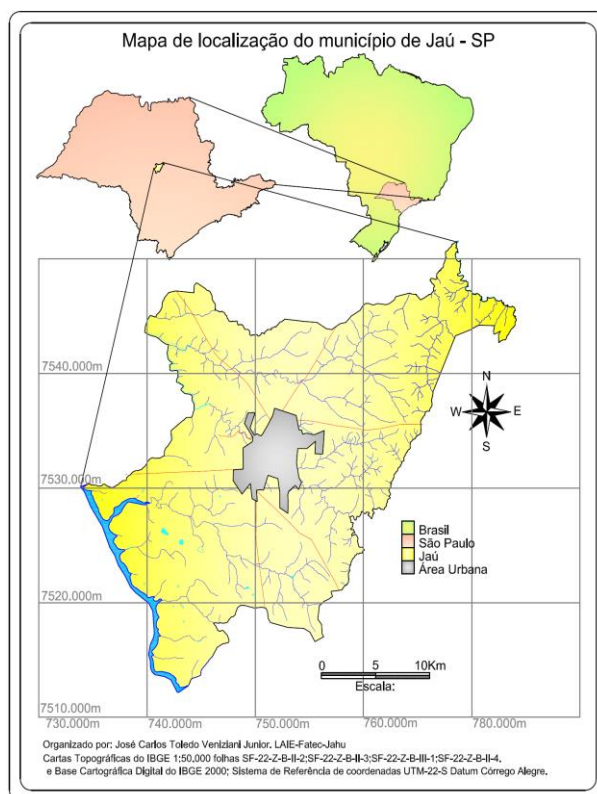 Mapa de localização do município de Jaú - SP
7540.000m
N
W
E
S
7530.000m
Brasil
São Paulo
Jaú
Área Urbana
7520.000m
0 5 10Km
Escala:
7510.000m
730.000m 740.000m 750.000m 760.000m 780.000m
Organizado por: José Carlos Toledo Veniziani Junior. LAIE-Fatec-Jahu
Cartas Topográficas do IBGE 1:50,000 folhas SF-22-Z-B-II-2;SF-22-Z-B-II-3;SF-22-Z-B-III-1;SF-22-Z-B-II-4.
e Base Cartográfica Digital do IBGE 2000; Sistema de Referência de coordenadas UTM-22-S Datum Córrego Alegre.